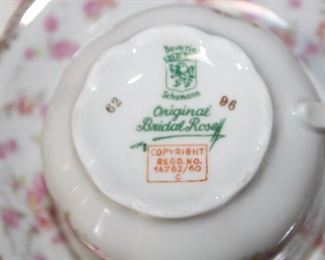 Bavaria
Schumann
62 96
Original
Bridal Rose
COPYRIGHT
REGD. NO.
14762/60
C